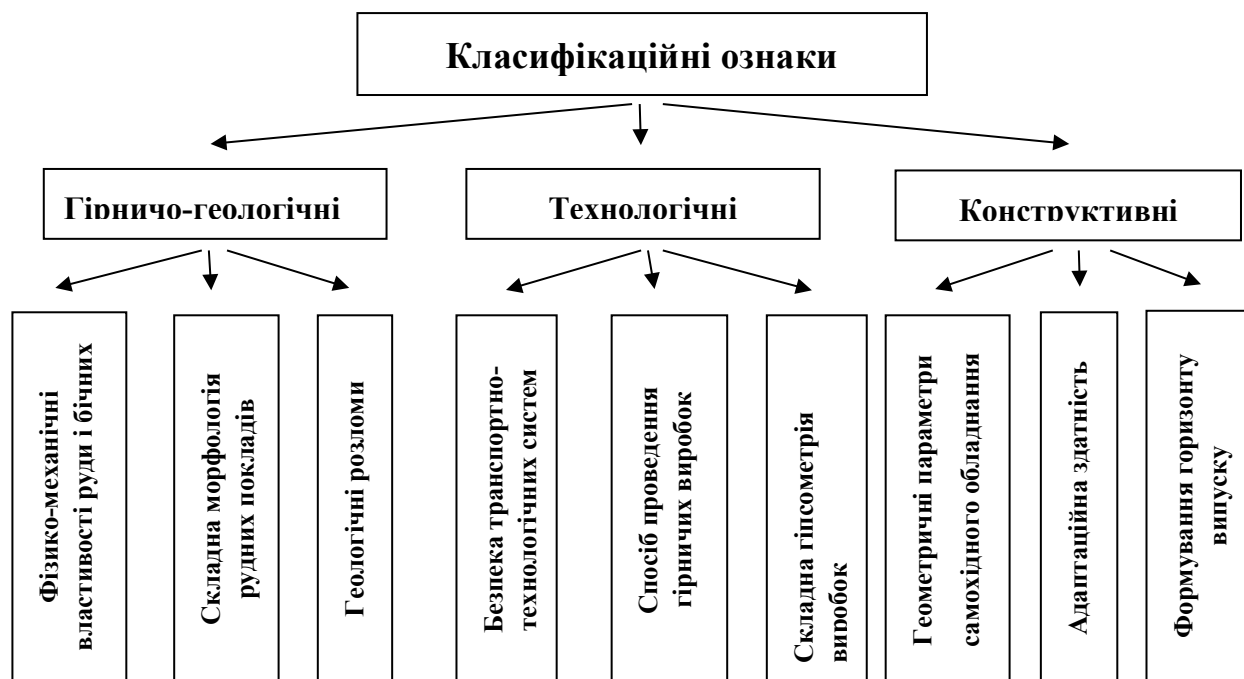 Класифікаційні ознаки
Гірничо-геологічні
Технологічні
Конструктивні
Фізико-механічні
властивості руди і бічних
Складна морфологія
рудних покладів
Геологічні розломи
Безпека транспортно-
технологічних систем
Спосіб проведення
гірничих виробок
Складна гіпсометрія
виробок
Геометричні параметри
самохідного обладнання
Адаптаційна здатність
Формування горизонту
випуску